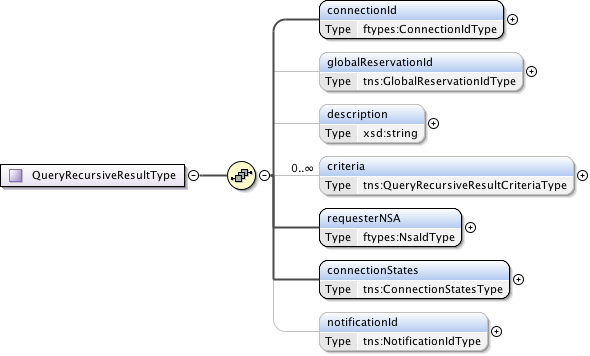 connectionId
Type ftypes:ConnectionIdType
globalReservationId
Type tns:GlobalReservationIdType
description
Type xsd:string
QueryRecursiveResultType
0..∞
criteria
Type tns:QueryRecursiveResultCriteriaType
requesterNSA
Type ftypes:NsaIdType
connectionStates
Type tns:ConnectionStatesType
notificationId
Type tns:NotificationIdType